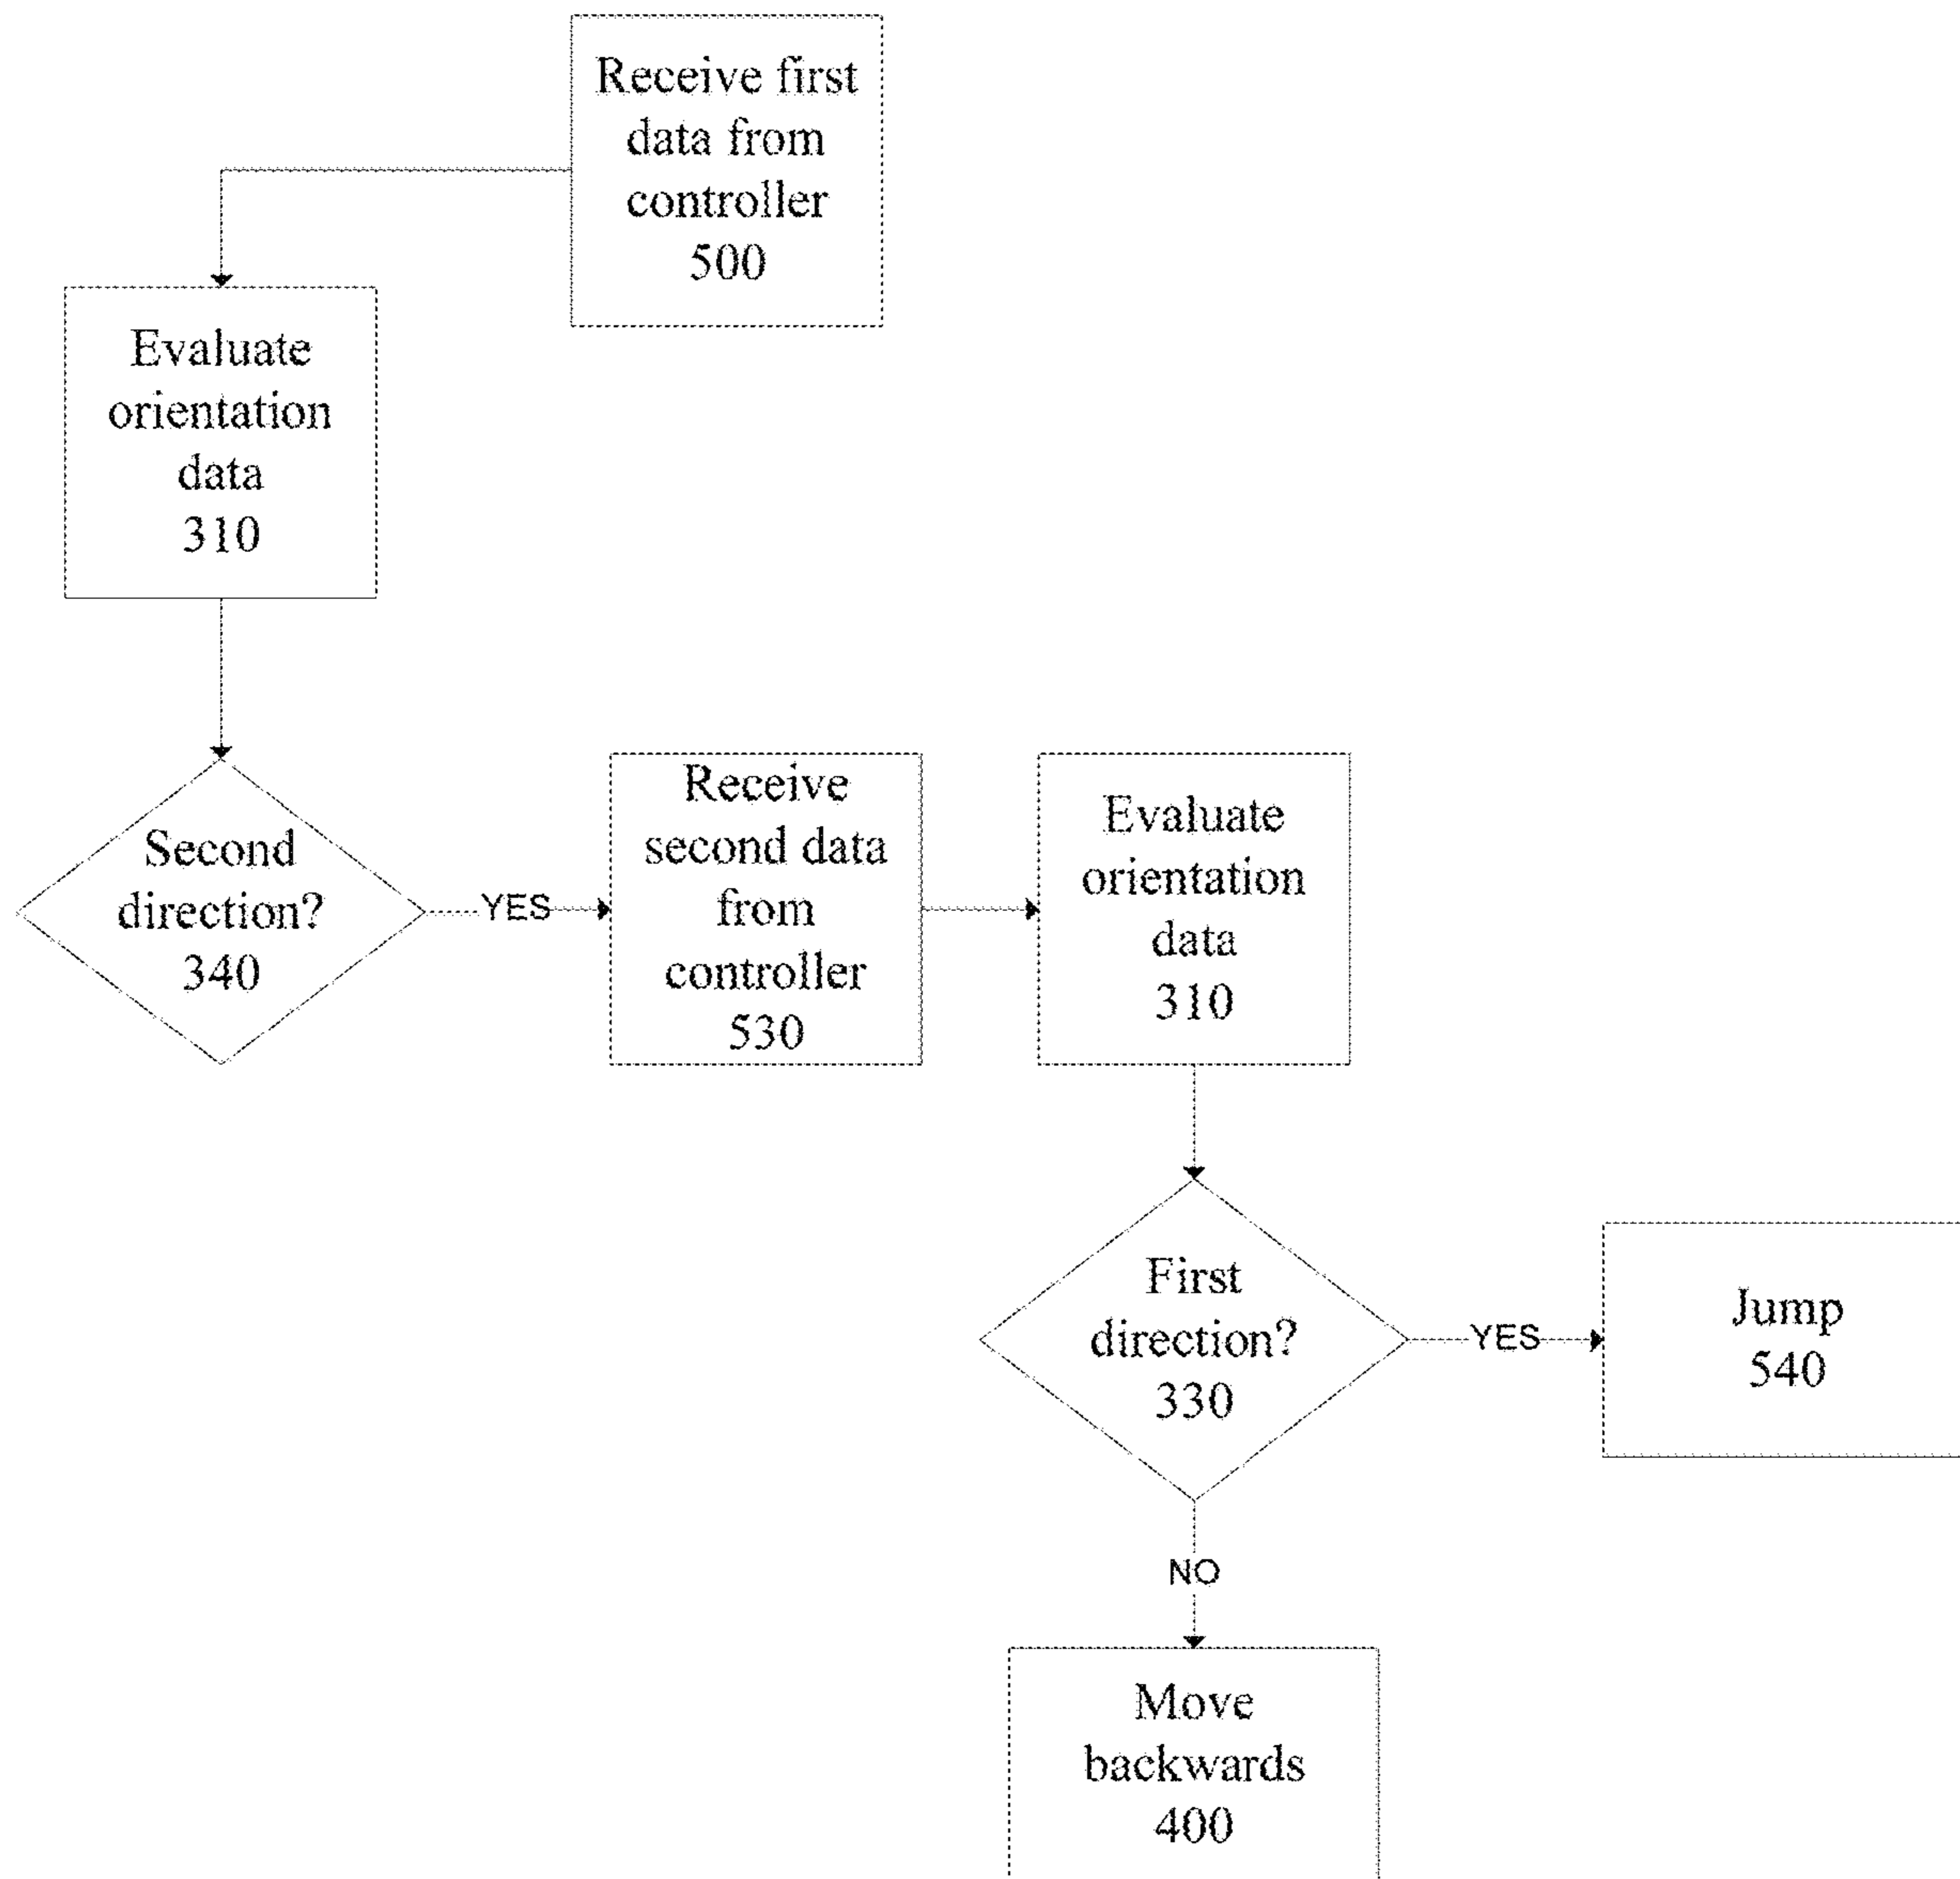 Receive first
data from
controller
500
Evaluate
orientation
data
310
Second
direction?
340
YES
Receive
second data
from
controller
530
Evaluate
orientation
data
310
First
direction?
330
YES
Jump
540
NO
Move
backwards
400